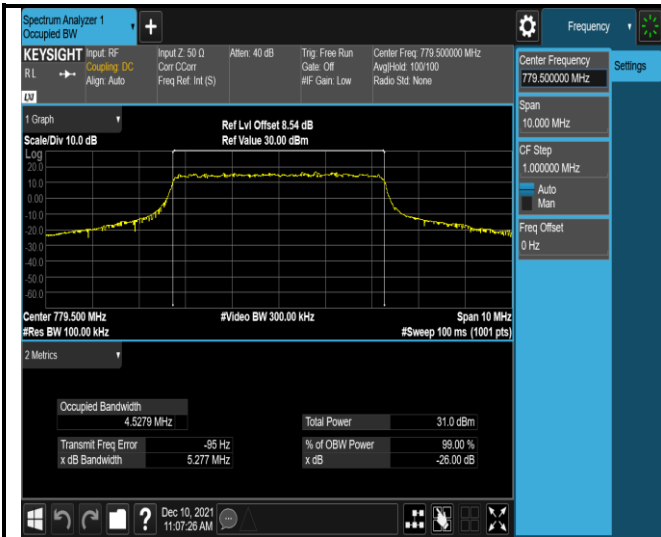 Spectrum Analyzer 1
Occupied BW
+
Frequency
KEYSIGHT
R L
LXI
Input: RF
Coupling: DC
Align: Auto
Input Z: 50 Ω
Corr CCorr
Freq Ref: Int (S)
Atten: 40 dB
Trig: Free Run
Gate: Off
#IF Gain: Low
Center Freq: 779.500000 MHz
Avg|Hold: 100/100
Radio Std: None
Center Frequency
779.500000 MHz
Settings
Span
10.000 MHz
CF Step
1.000000 MHz
Auto
Man
Freq Offset
0 Hz
1 Graph
Scale/Div 10.0 dB
Ref Lvl Offset 8.54 dB
Ref Value 30.00 dBm
Log
20.0
10.0
0.00
-10.0
-20.0
-30.0
-40.0
-50.0
-60.0
Center 779.500 MHz
#Video BW 300.00 kHz
Span 10 MHz
#Res BW 100.00 kHz
#Sweep 100 ms (1001 pts)
2 Metrics
Occupied Bandwidth
4.5279 MHz
Total Power 31.0 dBm
Transmit Freq Error -95 Hz
% of OBW Power 99.00 %
x dB Bandwidth 5.277 MHz
x dB -26.00 dB
?
Dec 10, 2021
11:07:26 AM